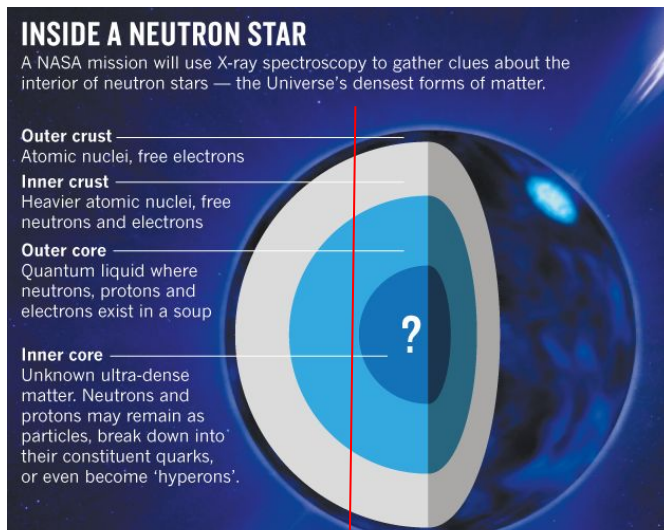 INSIDE A NEUTRON STAR
A NASA mission will use X-ray spectroscopy to gather clues about the
interior of neutron stars — the Universe’s densest forms of matter.
Outer crust
Atomic nuclei, free electrons
Inner crust
Heavier atomic nuclei, free
neutrons and electrons
Outer core
Quantum liquid where
neutrons, protons and
electrons exist in a soup
Inner core
Unknown ultra-dense
matter. Neutrons and
protons may remain as
particles, break down into
their constituent quarks,
or even become ‘hyperons’.
?